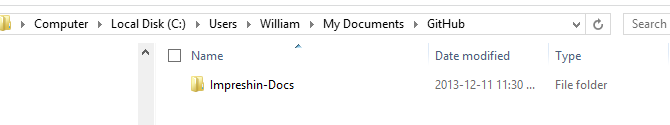 Computer Local Disk (C:) Users William My Documents GitHub Search
Name Date modified Type
Impreshin-Docs 2013-12-11 11:30 ... File folder